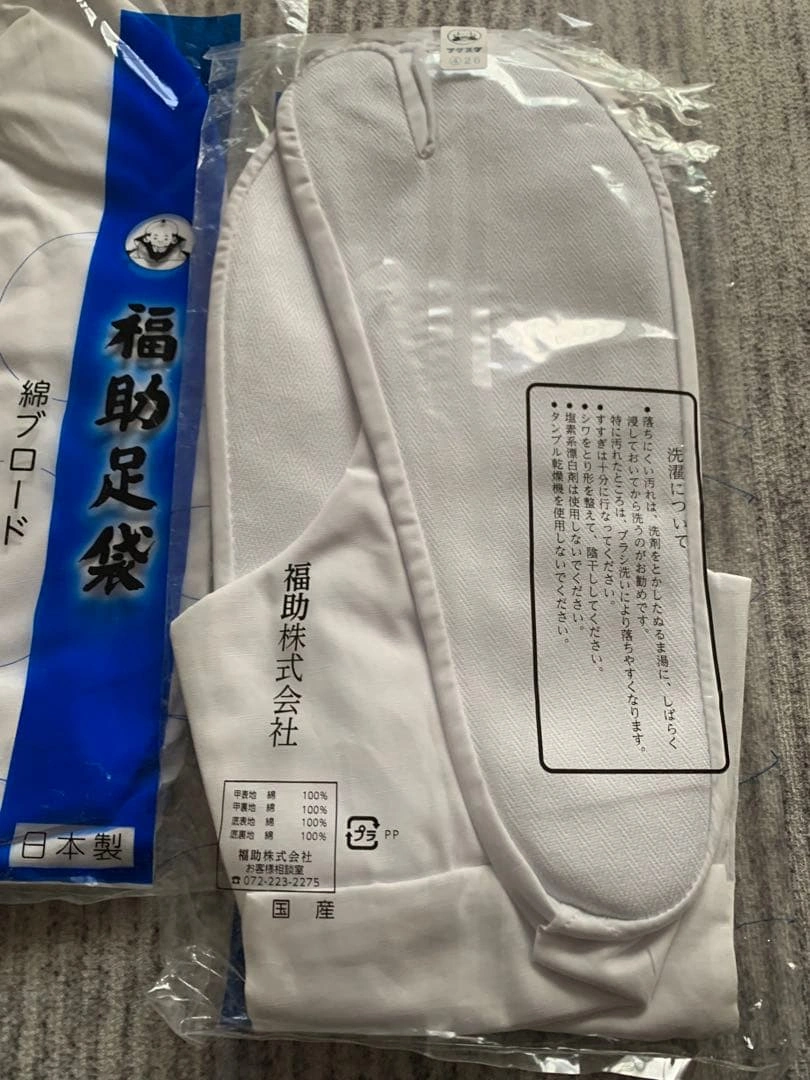 フクスケ
④26
福助足袋
綿ブロード
日本製
洗濯について
●落ちにくい汚れは、洗剤をとかしたぬるま湯に、しばらく
浸しておいてから洗うのがお勧めです。
特に汚れたところは、ブラシ洗いにより落ちやすくなります。
●すすぎは十分に行なってください。
●シワをとり形を整えて、陰干ししてください。
●塩素系漂白剤は使用しないでください。
●タンブル乾燥機を使用しないでください。
福助株式会社
甲表地 綿 100%
甲裏地 綿 100%
底表地 綿 100%
底裏地 綿 100%
福助株式会社
お客様相談室
☎072-223-2275
プラ PP
国産